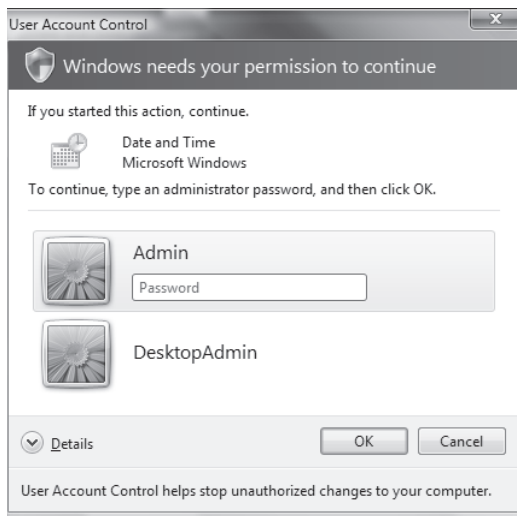 User Account Control
Windows needs your permission to continue
If you started this action, continue.
Date and Time
Microsoft Windows
To continue, type an administrator password, and then click OK.
Admin
Password
DesktopAdmin
Details
OK
Cancel
User Account Control helps stop unauthorized changes to your computer.